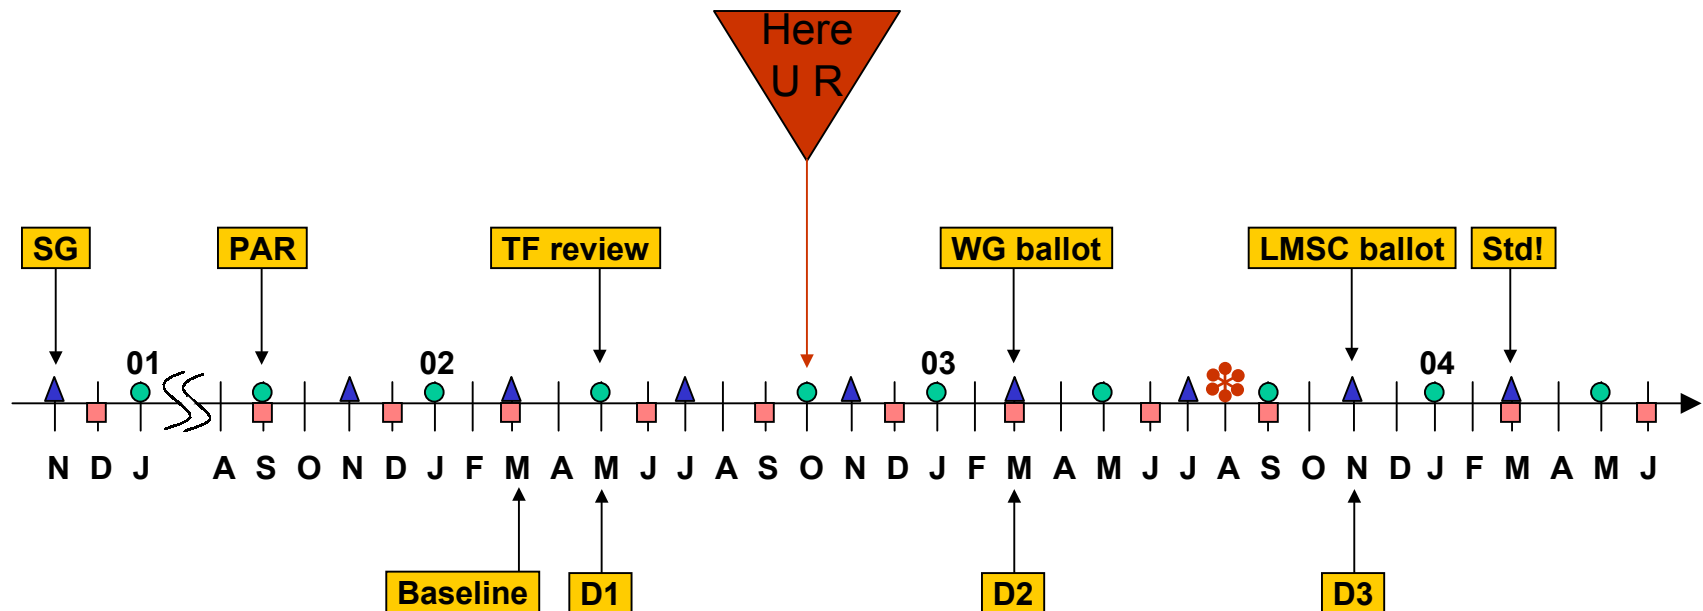 Here
U R
SG PAR TF review WG ballot LMSC ballot Std!
01 02 03 04
N D J A S O N D J F M A M J J A S O N D J F M A M J J A S O N D J F M A M J
Baseline D1 D2 D3